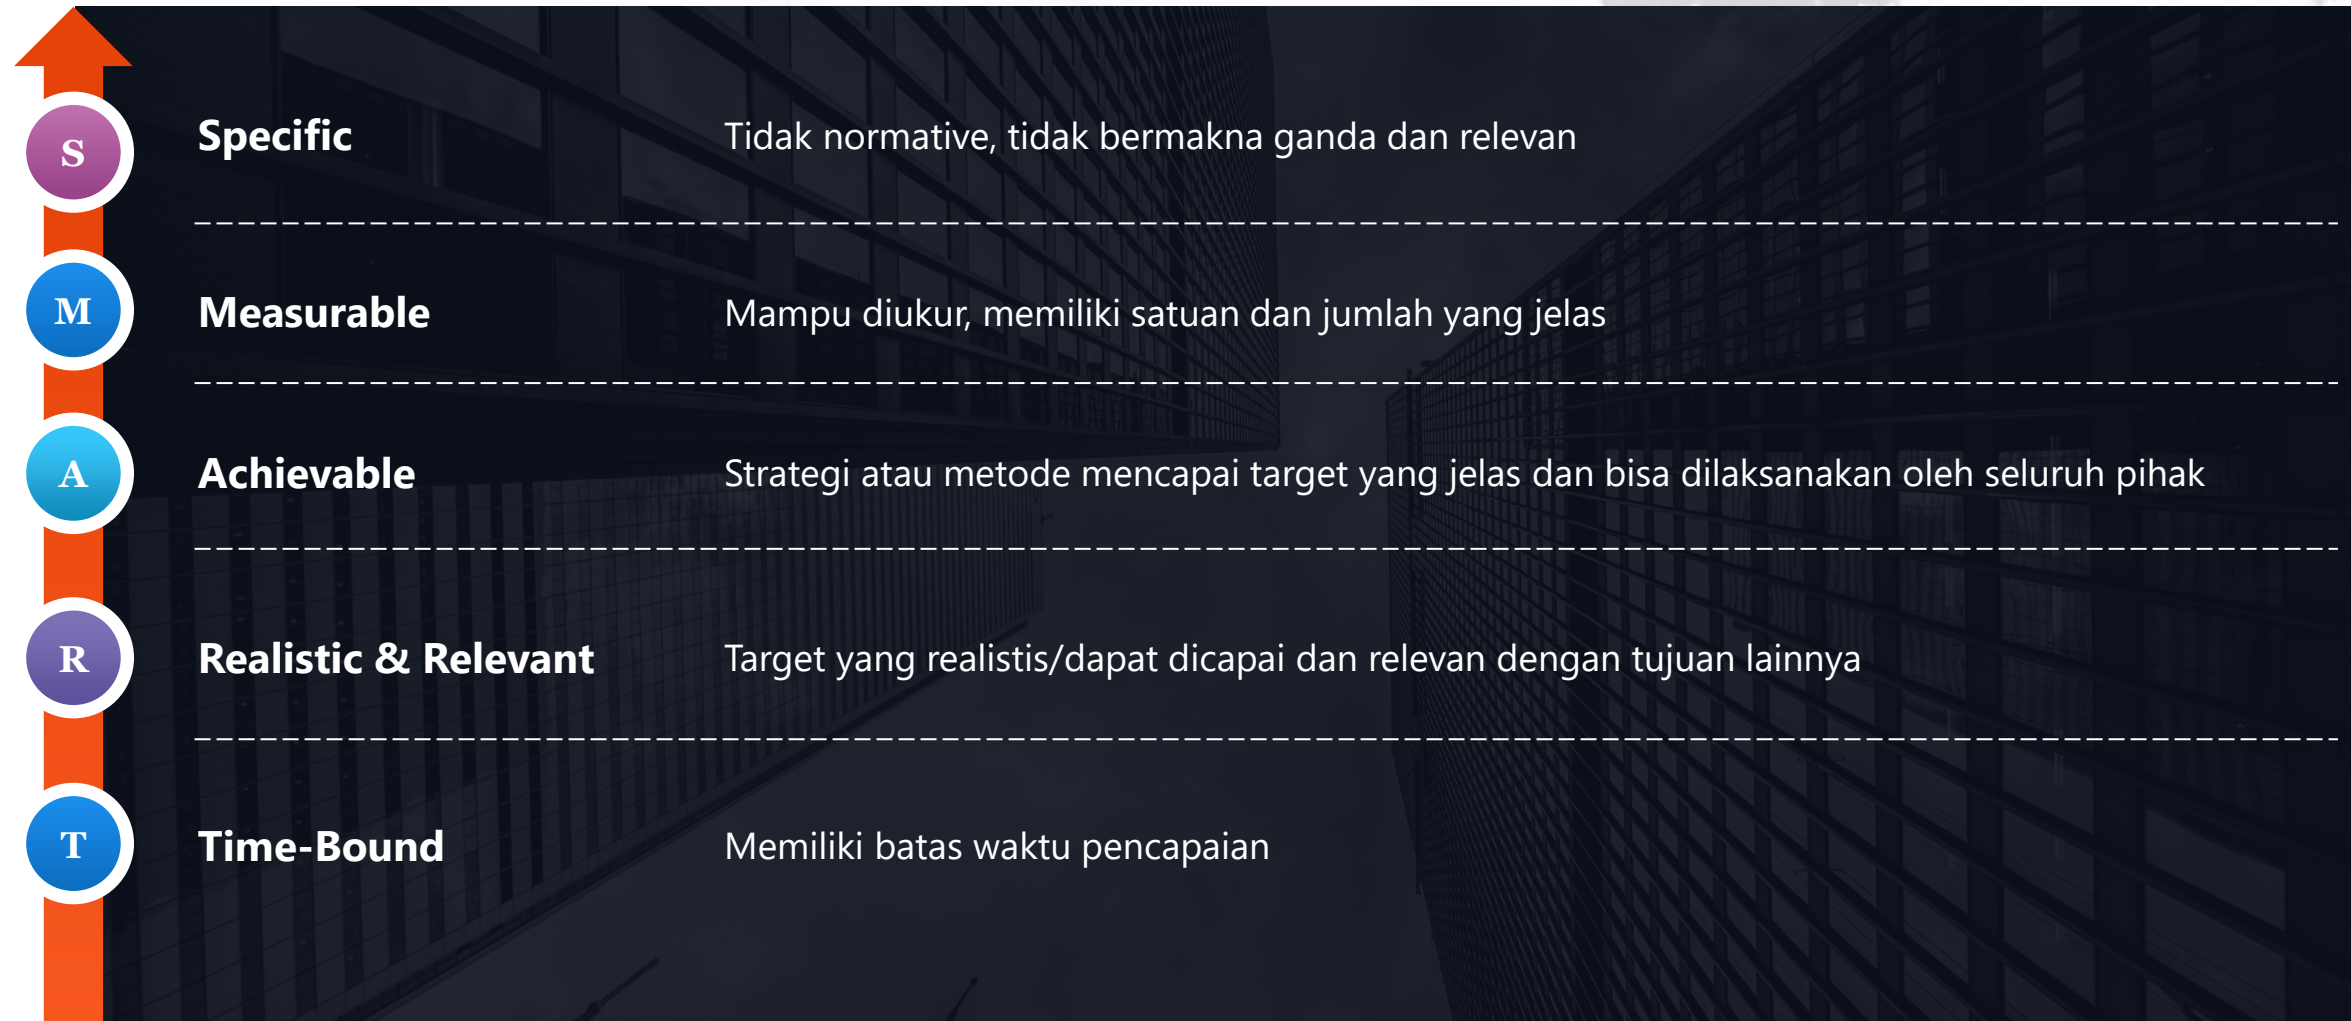 S
Specific
Tidak normative, tidak bermakna ganda dan relevan
M
Measurable
Mampu diukur, memiliki satuan dan jumlah yang jelas
A
Achievable
Strategi atau metode mencapai target yang jelas dan bisa dilaksanakan oleh seluruh pihak
R
Realistic & Relevant
Target yang realistis/dapat dicapai dan relevan dengan tujuan lainnya
T
Time-Bound
Memiliki batas waktu pencapaian